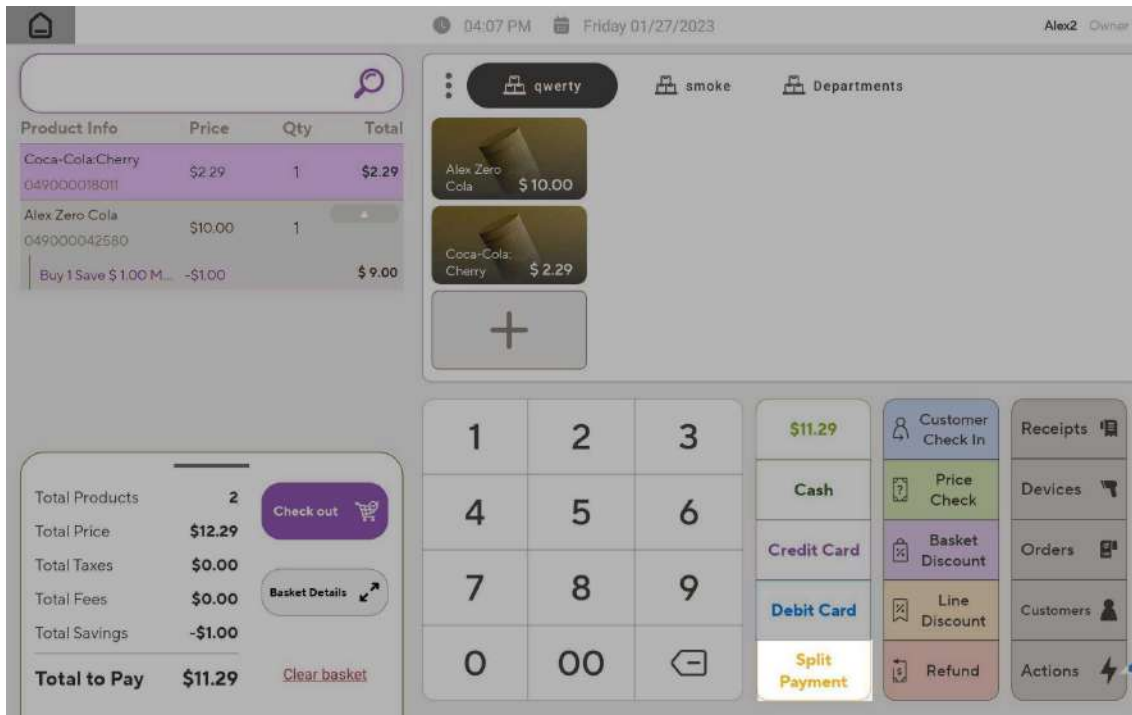 04:07 PM Friday 01/27/2023
Alex2 Owner
qwerty
smoke
Departments
Product Info Price Qty Total
Coca-Cola:Cherry
049000018011
$2.29 1 $2.29
Alex Zero Cola
049000042580
$10.00 1
Buy 1 Save $ 1.00 M... -$1.00 $ 9.00
Alex Zero
Cola
$ 10.00
Coca-Cola:
Cherry
$ 2.29
Total Products 2
Total Price $12.29
Total Taxes $0.00
Total Fees $0.00
Total Savings -$1.00
Total to Pay $11.29
Check out
Basket Details
Clear basket
1 2 3
4 5 6
7 8 9
0 00
$11.29
Cash
Credit Card
Debit Card
Split
Payment
Customer
Check In
Price
Check
Basket
Discount
Line
Discount
Refund
Receipts
Devices
Orders
Customers
Actions